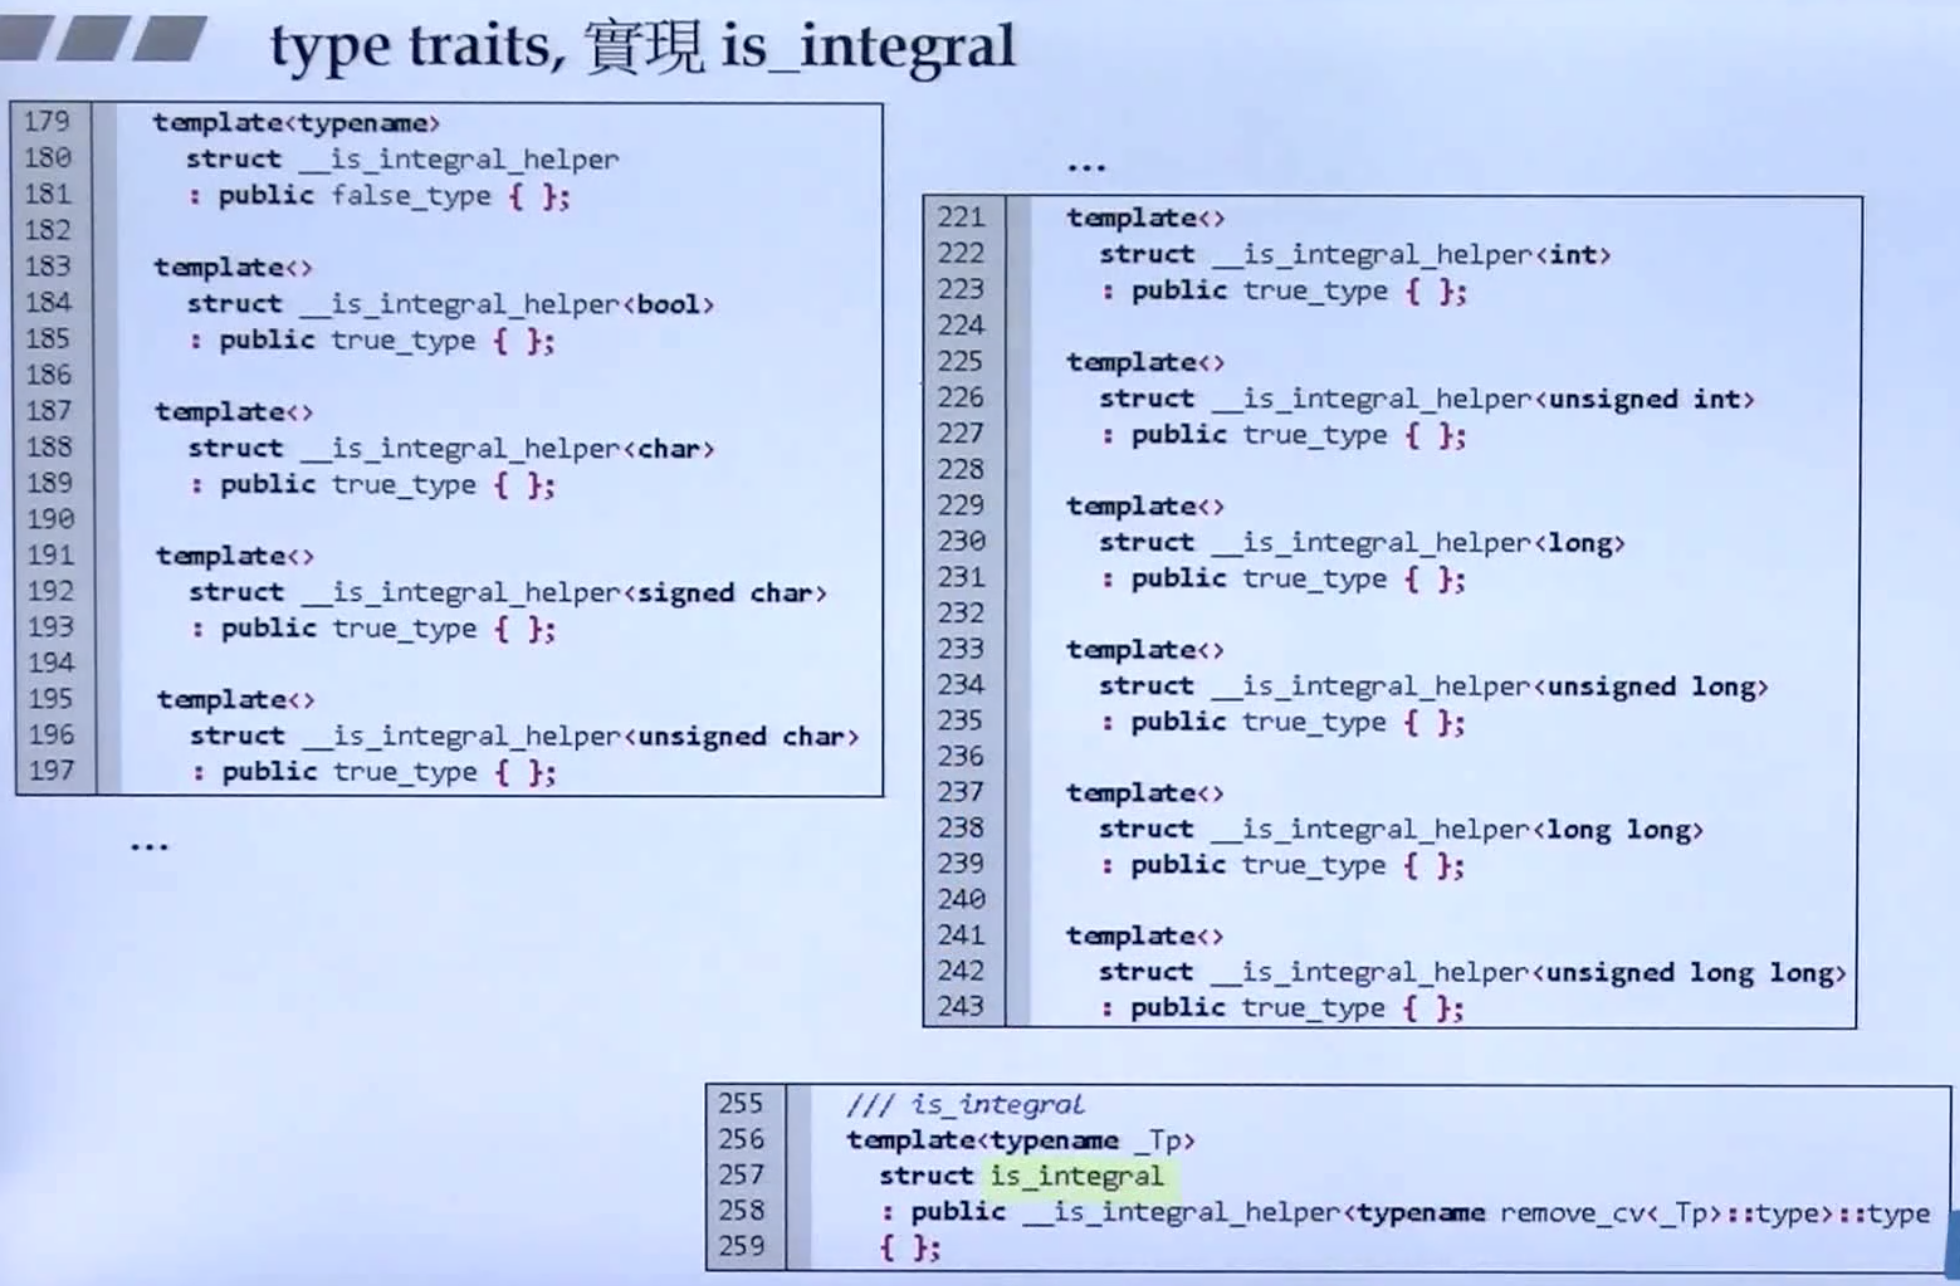 type traits, 實現 is_integral
179 template<typename>
180 struct __is_integral_helper
181 : public false_type { };
182
183 template<>
184 struct __is_integral_helper<bool>
185 : public true_type { };
186
187 template<>
188 struct __is_integral_helper<char>
189 : public true_type { };
190
191 template<>
192 struct __is_integral_helper<signed char>
193 : public true_type { };
194
195 template<>
196 struct __is_integral_helper<unsigned char>
197 : public true_type { };
...
...
221 template<>
222 struct __is_integral_helper<int>
223 : public true_type { };
224
225 template<>
226 struct __is_integral_helper<unsigned int>
227 : public true_type { };
228
229 template<>
230 struct __is_integral_helper<long>
231 : public true_type { };
232
233 template<>
234 struct __is_integral_helper<unsigned long>
235 : public true_type { };
236
237 template<>
238 struct __is_integral_helper<long long>
239 : public true_type { };
240
241 template<>
242 struct __is_integral_helper<unsigned long long>
243 : public true_type { };
255 /// is_integral
256 template<typename _Tp>
257 struct is_integral
258 : public __is_integral_helper<typename remove_cv<_Tp>::type>::type
259 { };